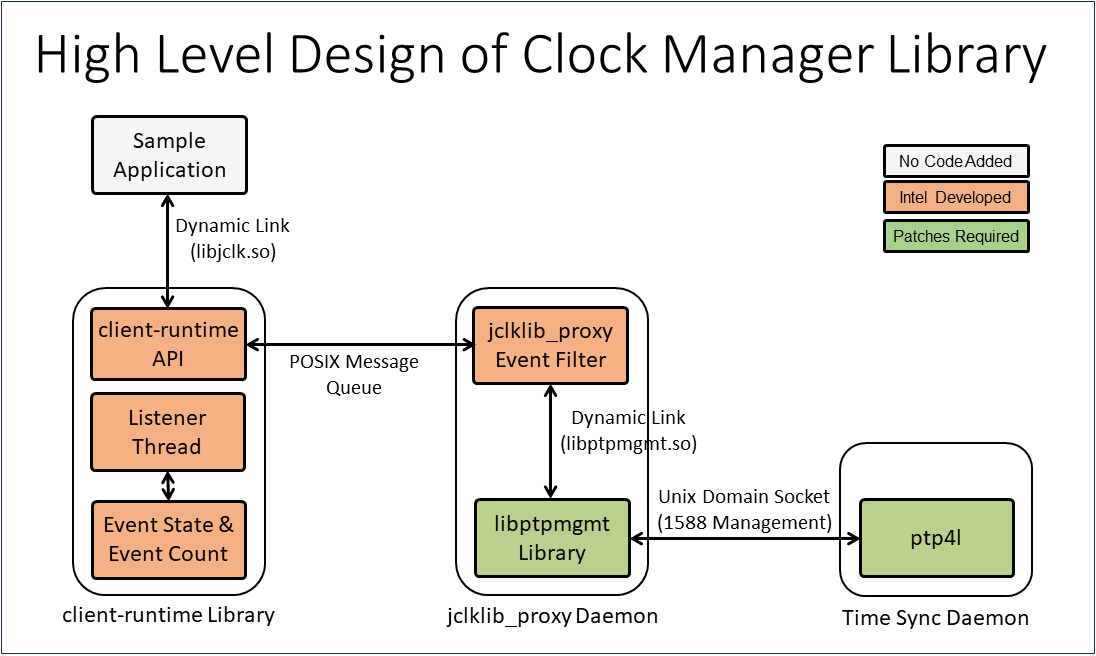 High Level Design of Clock Manager Library
Sample
Application
No Code Added
Intel Developed
Patches Required
Dynamic Link
(libjclk.so)
client-runtime
API
POSIX Message
Queue
jclklib_proxy
Event Filter
Listener
Thread
Dynamic Link
(libptpmgmt.so)
Event State &
Event Count
libptpmgmt
Library
Unix Domain Socket
(1588 Management)
ptp4l
client-runtime Library
jclklib_proxy Daemon
Time Sync Daemon